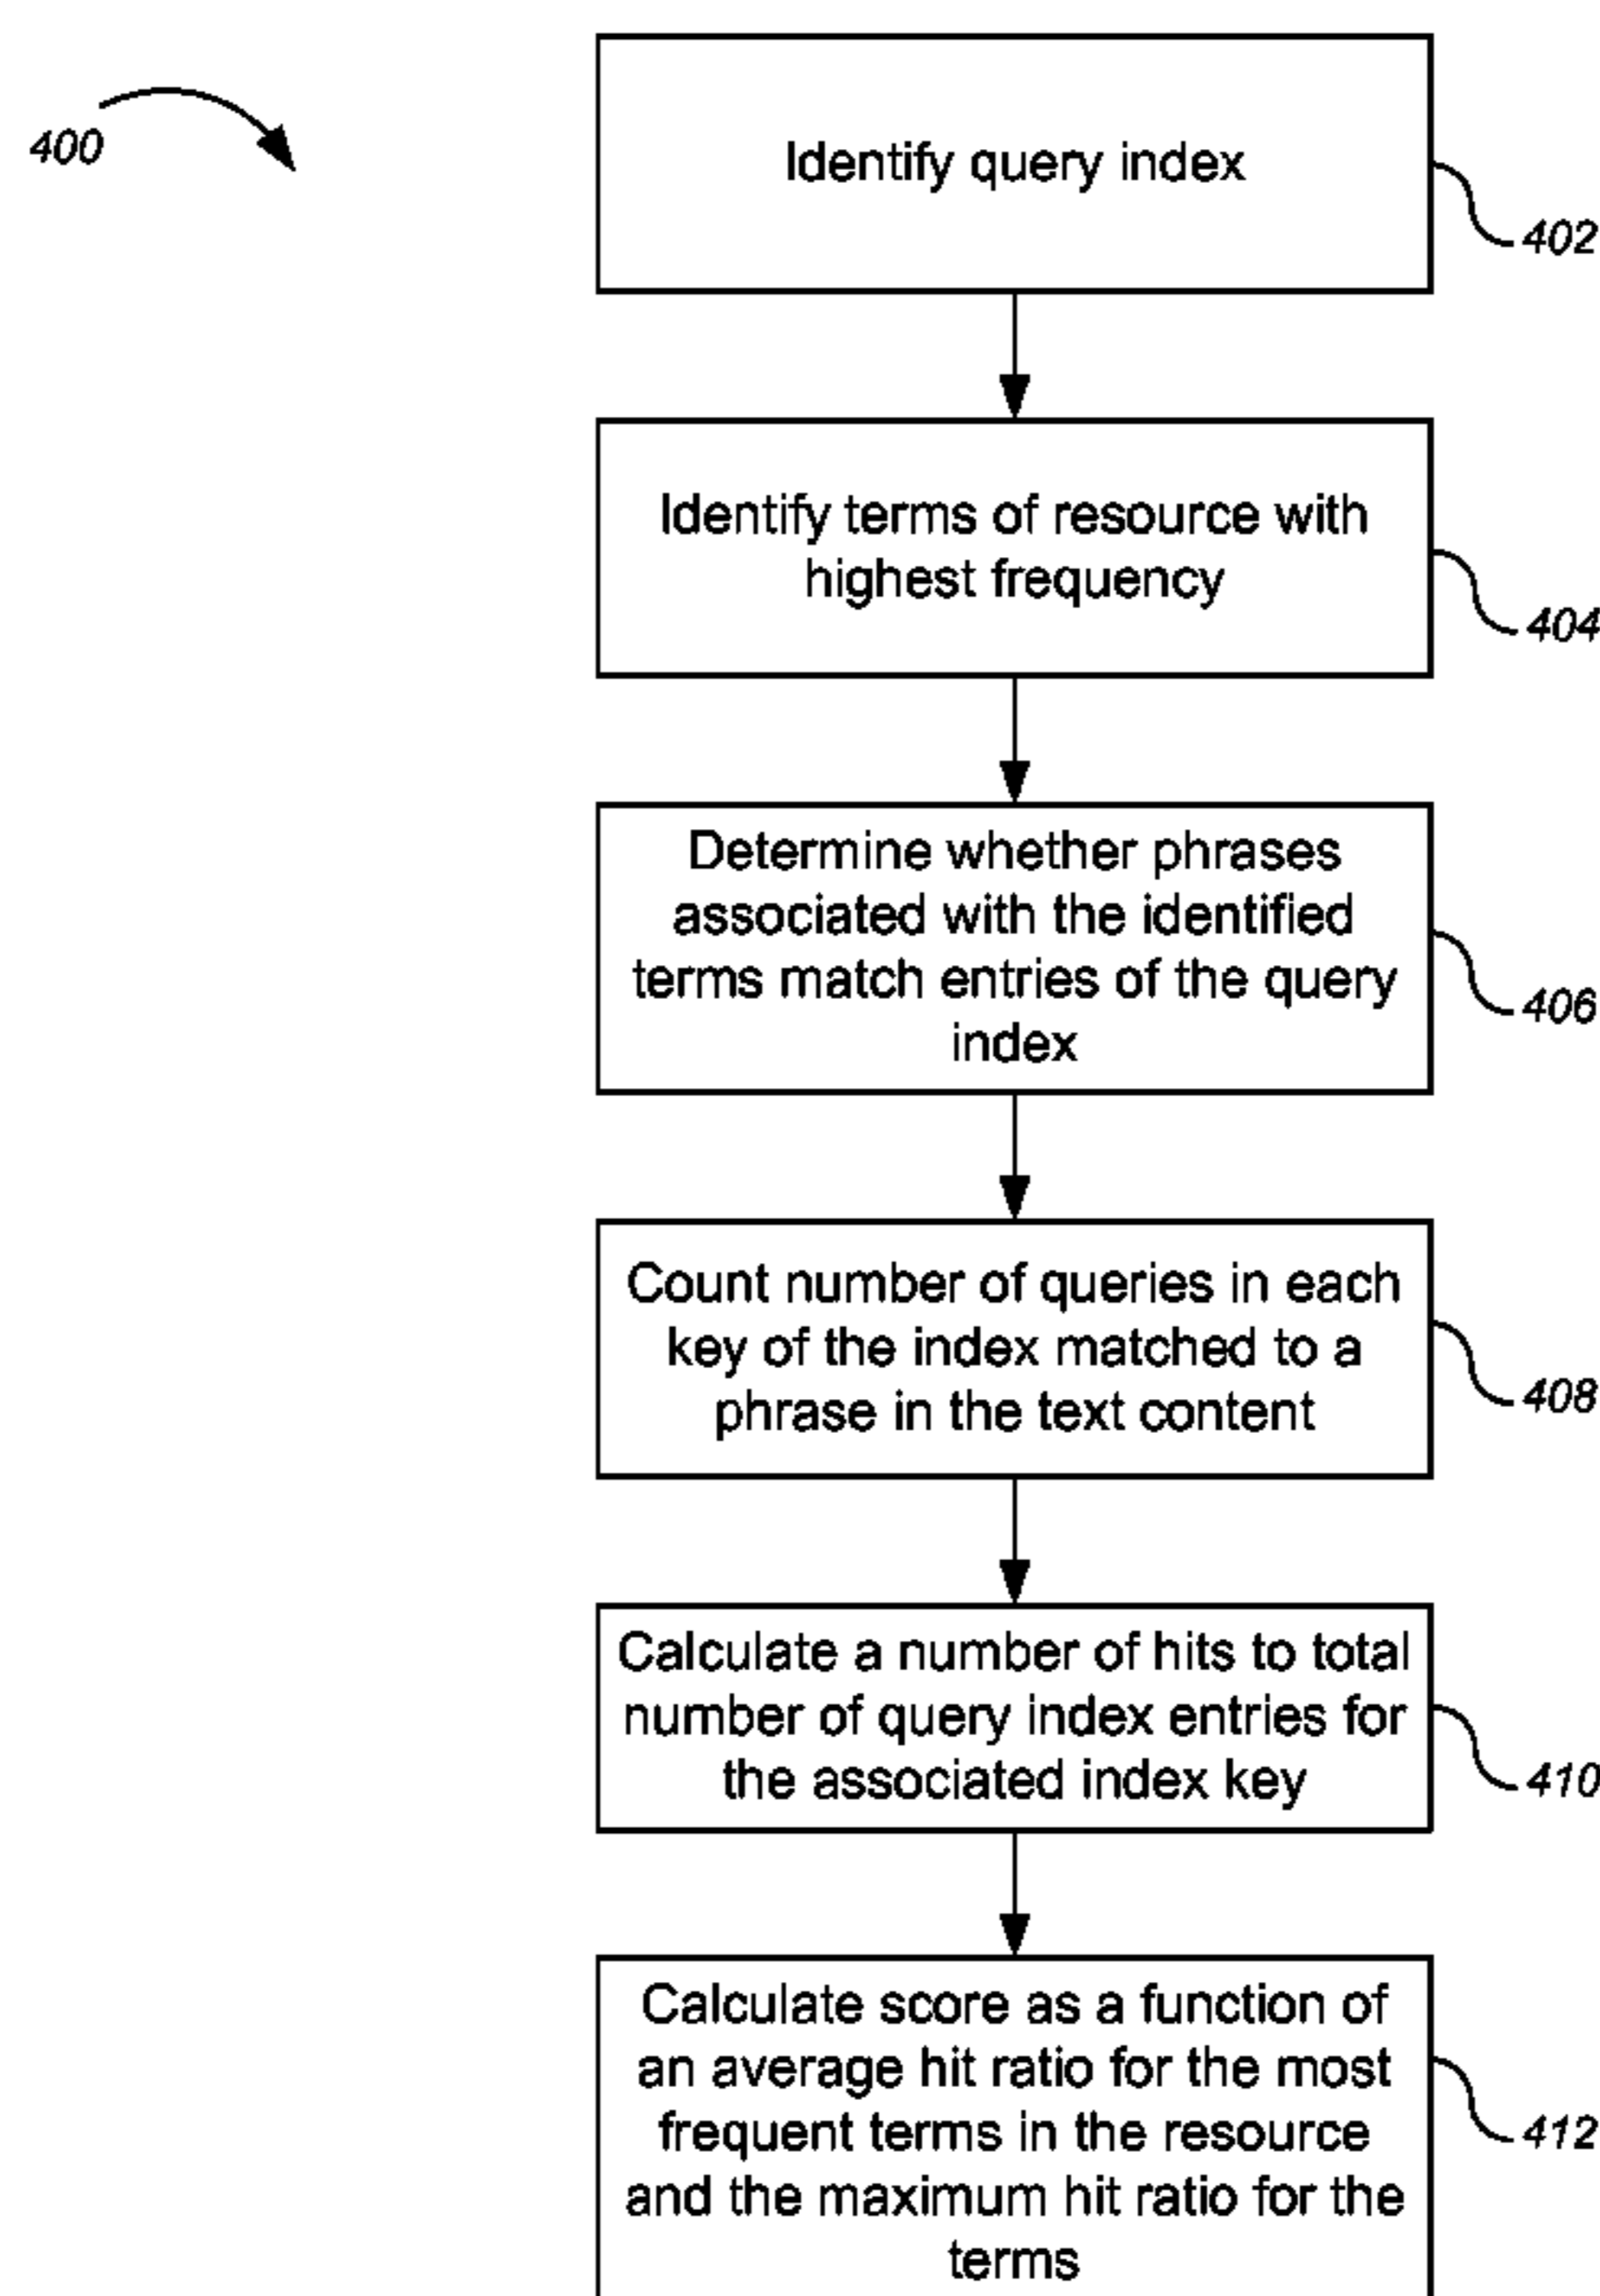 400
Identify query index
402
Identify terms of resource with
highest frequency
404
Determine whether phrases
associated with the identified
terms match entries of the query
index
406
Count number of queries in each
key of the index matched to a
phrase in the text content
408
Calculate a number of hits to total
number of query index entries for
the associated index key
410
Calculate score as a function of
an average hit ratio for the most
frequent terms in the resource
and the maximum hit ratio for the
terms
412